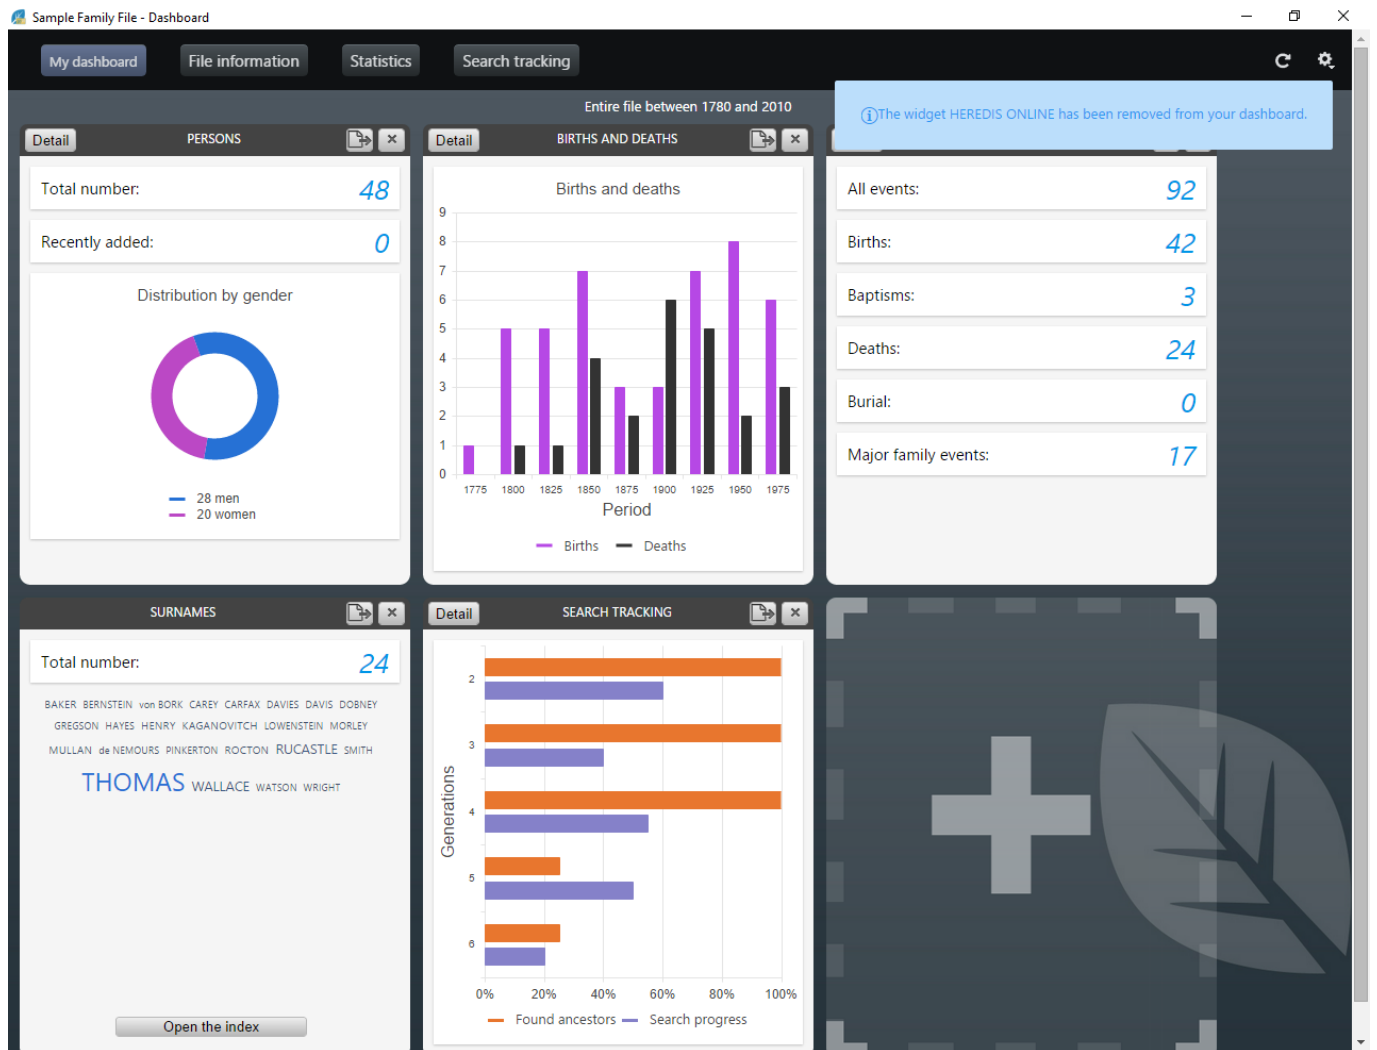 Sample Family File - Dashboard
My dashboard File information Statistics Search tracking
Entire file between 1780 and 2010
The widget HEREDIS ONLINE has been removed from your dashboard.
Detail PERSONS
Total number: 48
Recently added: 0
Distribution by gender
28 men
20 women
Detail BIRTHS AND DEATHS
Births and deaths
9
8
7
6
5
4
3
2
1
0
1775 1800 1825 1850 1875 1900 1925 1950 1975
Period
Births Deaths
All events: 92
Births: 42
Baptisms: 3
Deaths: 24
Burial: 0
Major family events: 17
SURNAMES
Total number: 24
BAKER BERNSTEIN von BORK CAREY CARFAX DAVIES DAVIS DOBNEY
GREGSON HAYES HENRY KAGANOVITCH LOWENSTEIN MORLEY
MULLAN de NEMOURS PINKERTON ROCTON RUCASTLE SMITH
THOMAS WALLACE WATSON WRIGHT
Open the index
Detail SEARCH TRACKING
Generations
2
3
4
5
6
0% 20% 40% 60% 80% 100%
Found ancestors Search progress